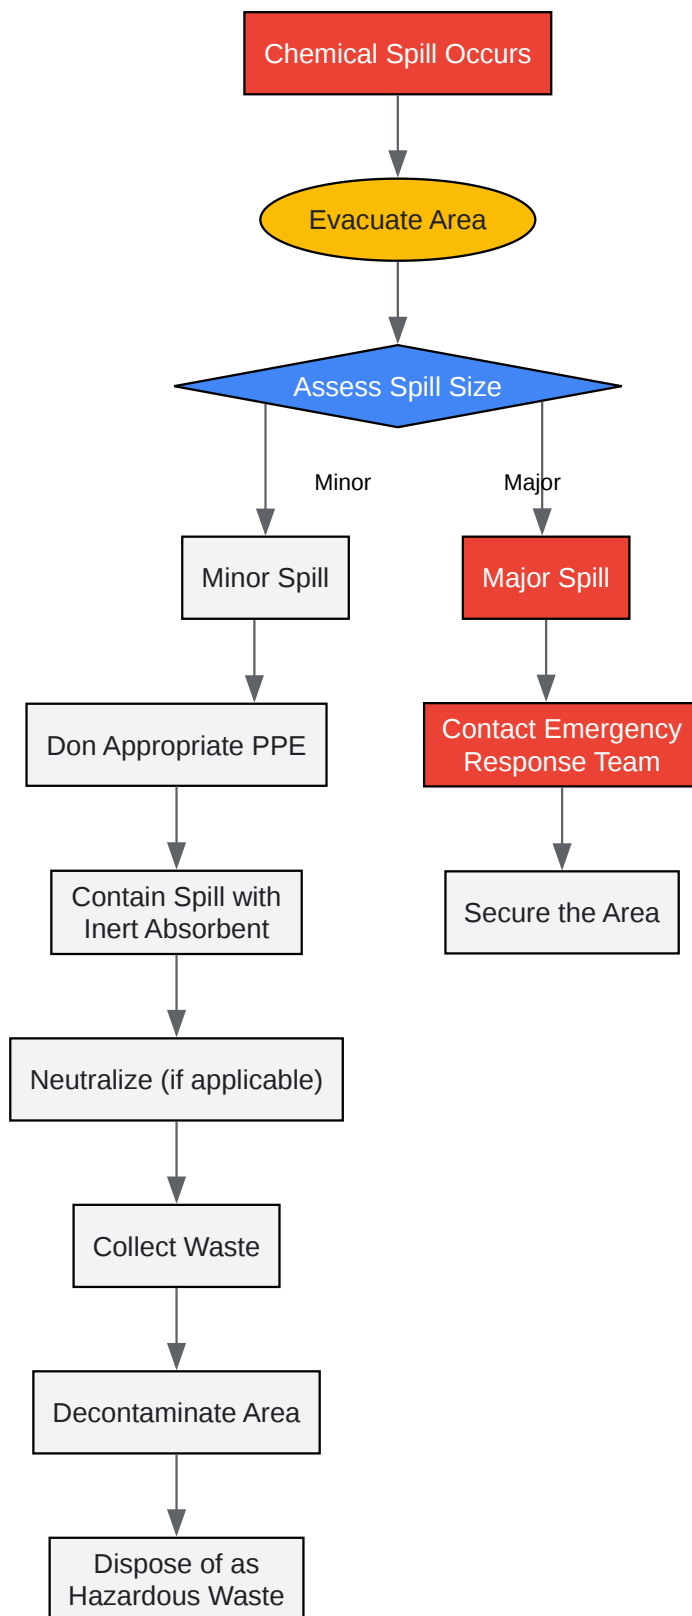 Chemical Spill Occurs
Evacuate Area
Assess Spill Size
Minor
Major
Minor Spill
Major Spill
Don Appropriate PPE
Contact Emergency
Response Team
Contain Spill with
Inert Absorbent
Secure the Area
Neutralize (if applicable)
Collect Waste
Decontaminate Area
Dispose of as
Hazardous Waste